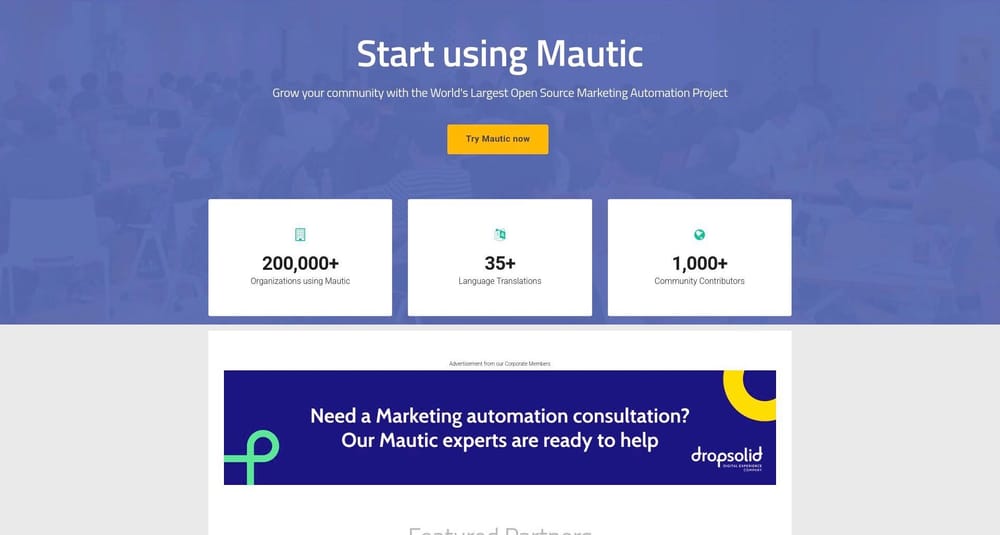 Start using Mautic
Grow your community with the World's Largest Open Source Marketing Automation Project
Try Mautic now
200,000+
Organizations using Mautic
35+
Language Translations
1,000+
Community Contributors
Advertisement from our Corporate Members
Need a Marketing automation consultation?
Our Mautic experts are ready to help
dropsolid
DIGITAL EXPERIENCE
COMPANY
Featured Partners